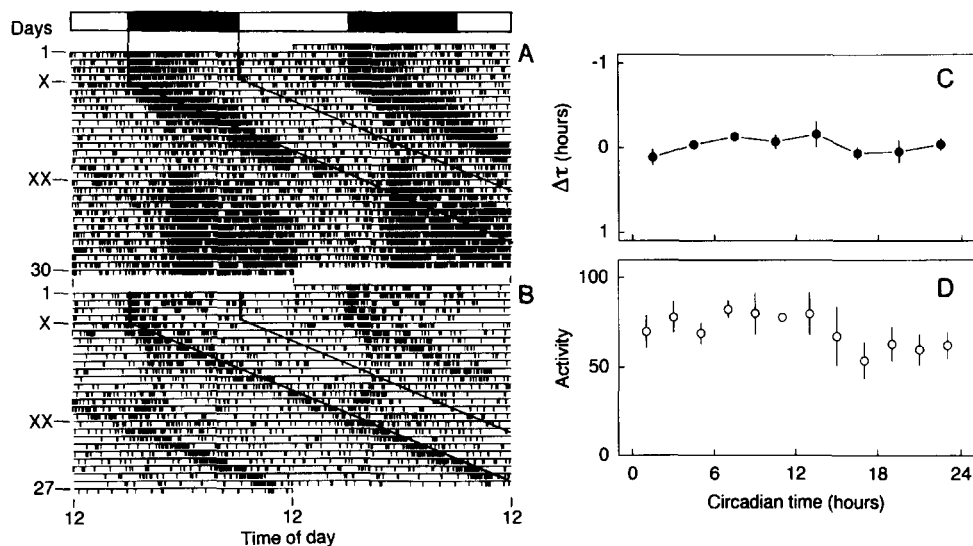 Days
1
X
XX
30
A
1
X
XX
27
B
12
12
12
Time of day
C
-1
0
1
Δτ (hours)
D
100
50
0
Activity
0
6
12
18
24
Circadian time (hours)